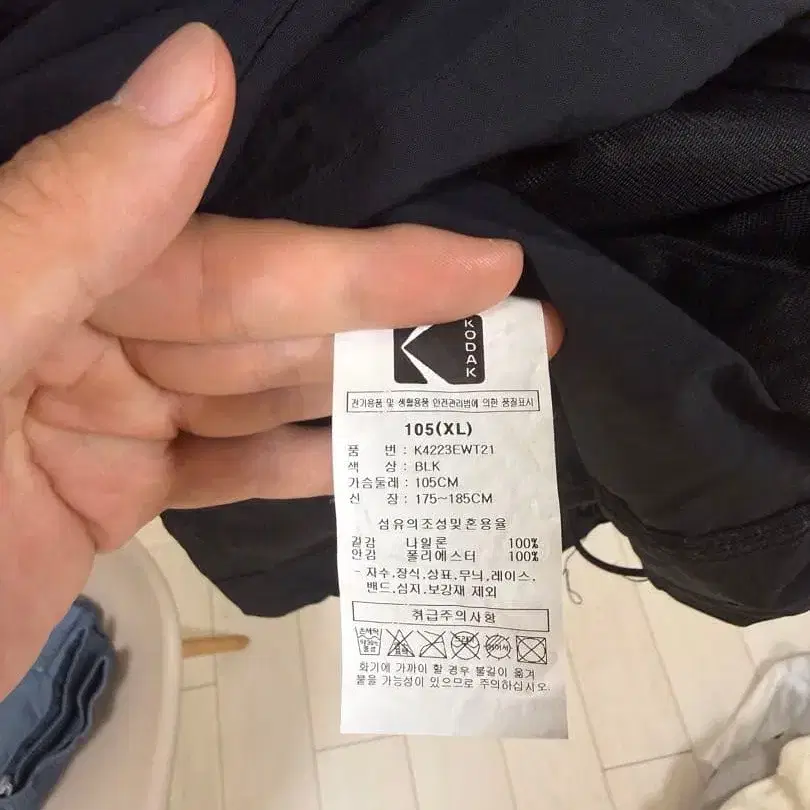 KODAK
전기용품 및 생활용품 안전관리법에 의한 품질표시
105(XL)
품 번 : K4223EWT21
색 상 : BLK
가슴둘레 : 105CM
신 장 : 175~185CM
섬유의조성및혼용율
겉감 나일론 100%
안감 폴리에스터 100%
- 자수.장식.상표.무늬.레이스.
밴드.심지.보강재 제외
취급주의사항
손세탁
화기에 가까이 할 경우 불길이 옮겨
붙을 가능성이 있으므로 주의하십시오.